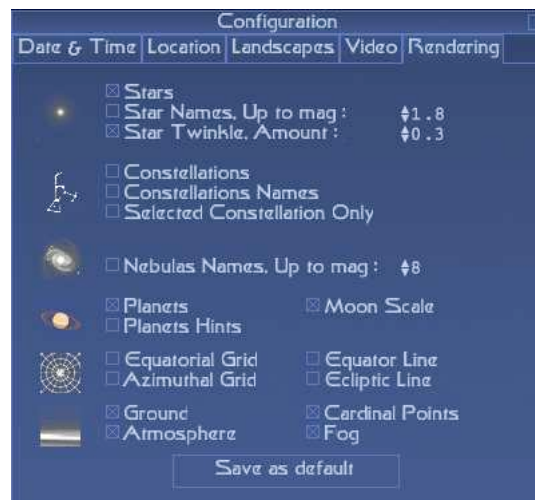 Configuration
Date & Time Location Landscapes Video Rendering
Stars
Star Names, Up to mag : 1.8
Star Twinkle, Amount : 0.3
Constellations
Constellations Names
Selected Constellation Only
Nebulas Names, Up to mag : 8
Planets Moon Scale
Planets Hints
Equatorial Grid Equator Line
Azimuthal Grid Ecliptic Line
Ground Cardinal Points
Atmosphere Fog
Save as default